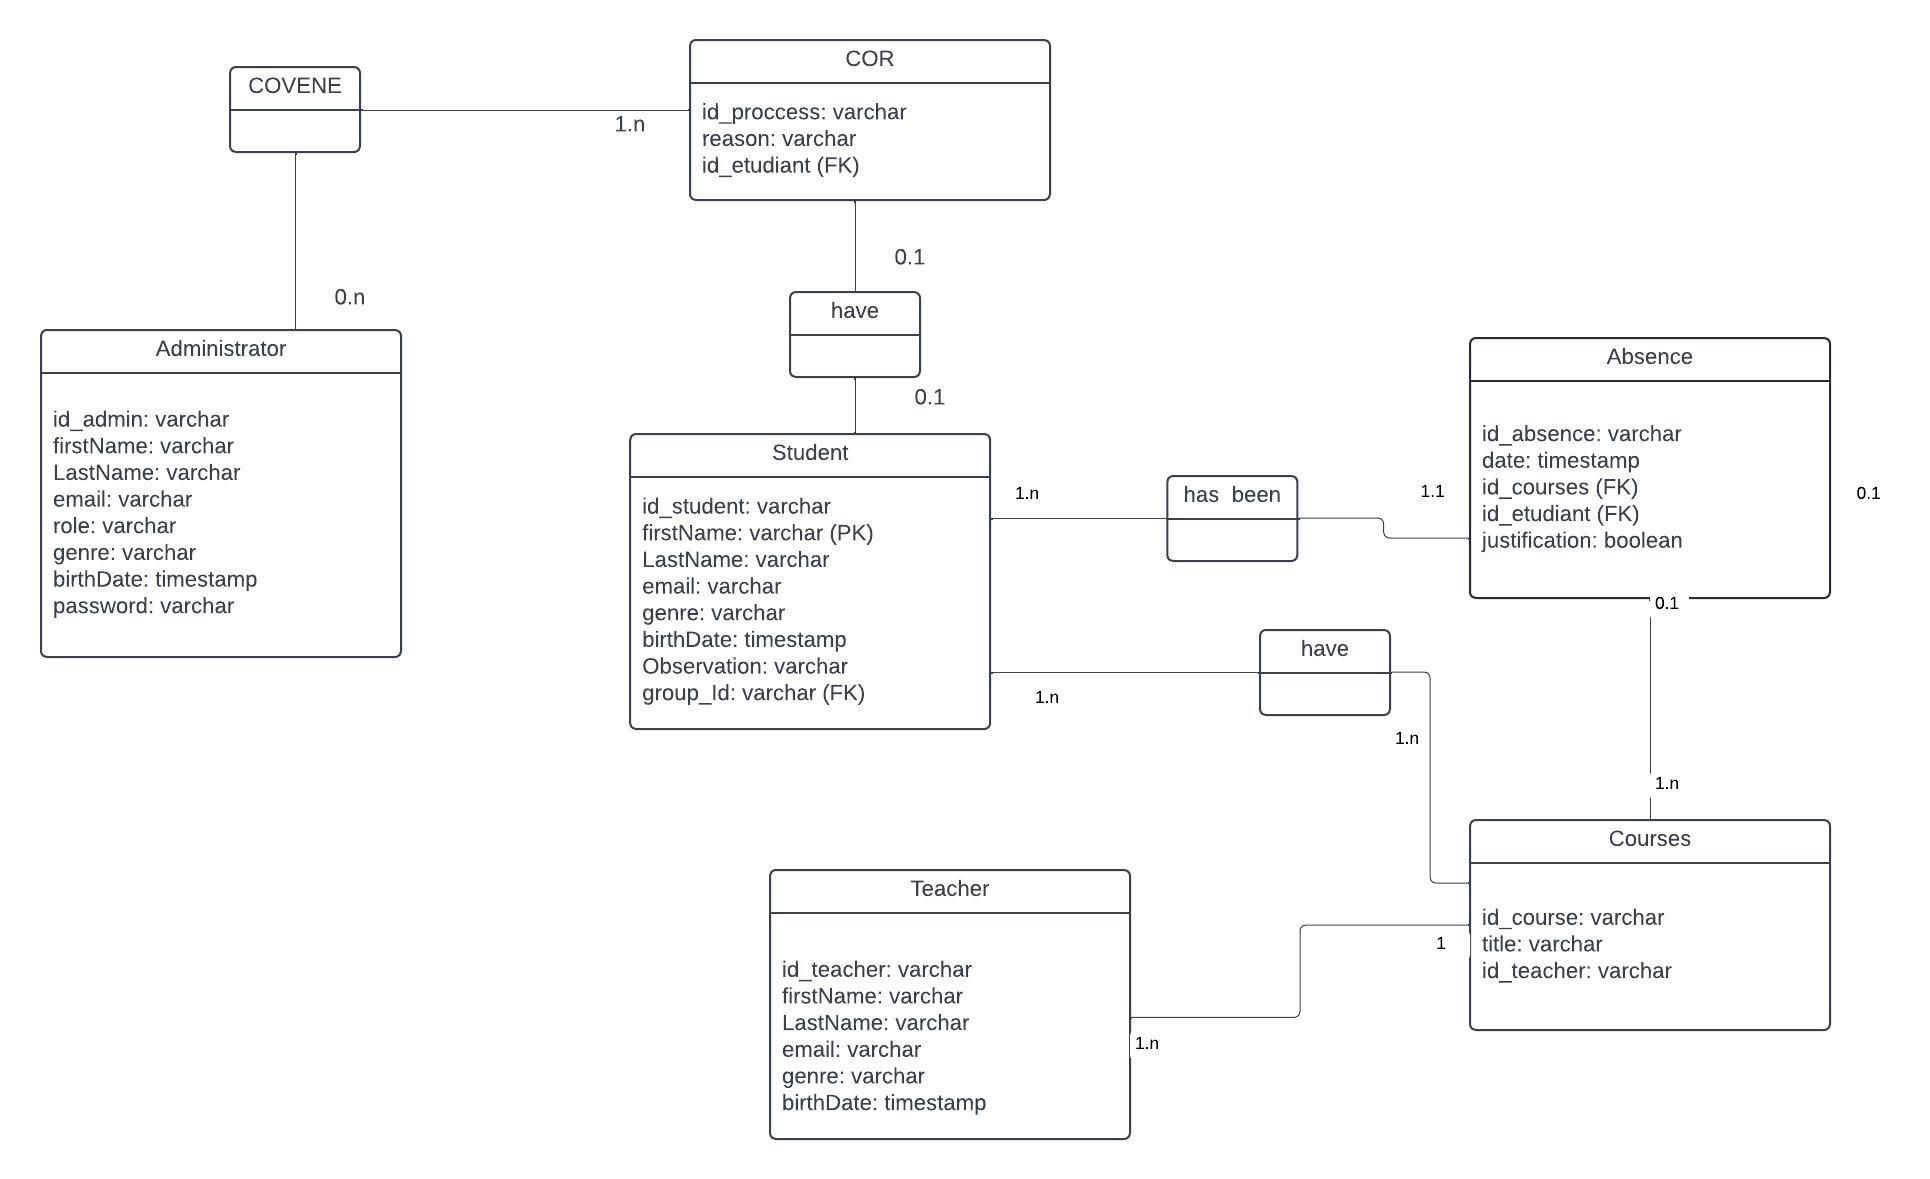 COVENE
COR
id_proccess: varchar
reason: varchar
id_etudiant (FK)
1.n
0.n
0.1
have
0.1
Administrator
id_admin: varchar
firstName: varchar
LastName: varchar
email: varchar
role: varchar
genre: varchar
birthDate: timestamp
password: varchar
Student
id_student: varchar
firstName: varchar (PK)
LastName: varchar
email: varchar
genre: varchar
birthDate: timestamp
Observation: varchar
group_Id: varchar (FK)
1.n
has been
1.1
Absence
id_absence: varchar
date: timestamp
id_courses (FK)
id_etudiant (FK)
justification: boolean
0.1
0.1
1.n
have
1.n
1.n
Courses
id_course: varchar
title: varchar
id_teacher: varchar
1
Teacher
id_teacher: varchar
firstName: varchar
LastName: varchar
email: varchar
genre: varchar
birthDate: timestamp
1.n